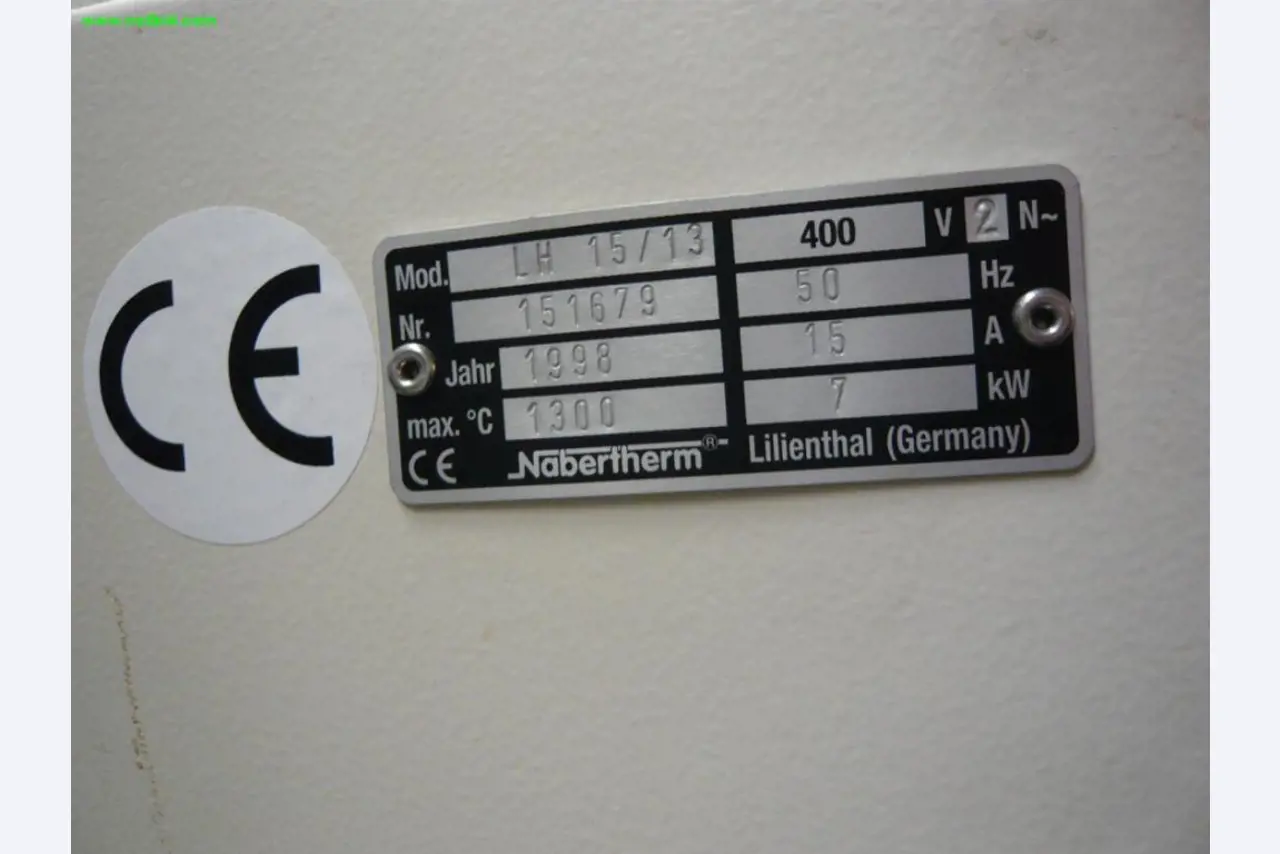 CE
Mod. LH 15/13 400 V 2 N~
Nr. 151679 50 Hz
Jahr 1998 15 A
max. °C 1300 7 kW
CE Nabertherm® Lilienthal (Germany)